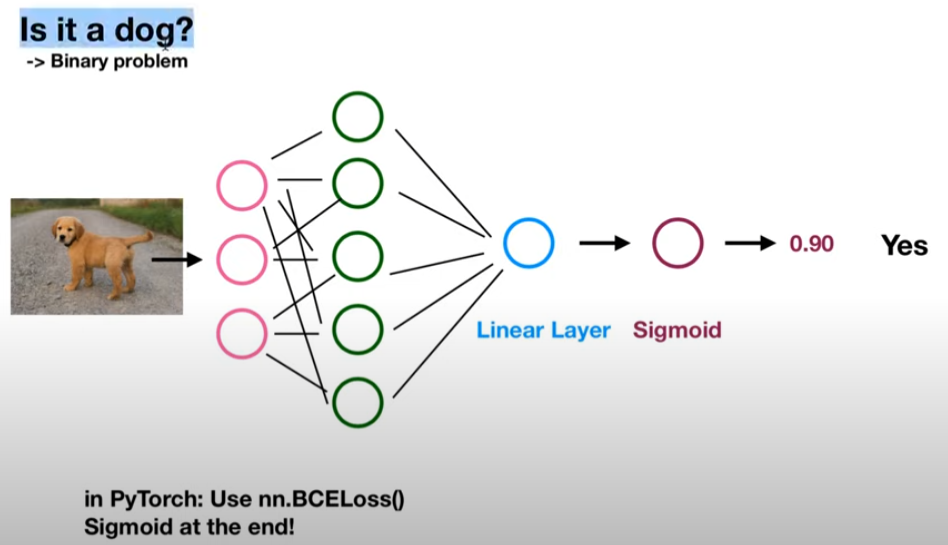 Is it a dog?
-> Binary problem
0.90 Yes
Linear Layer Sigmoid
in PyTorch: Use nn.BCELoss()
Sigmoid at the end!